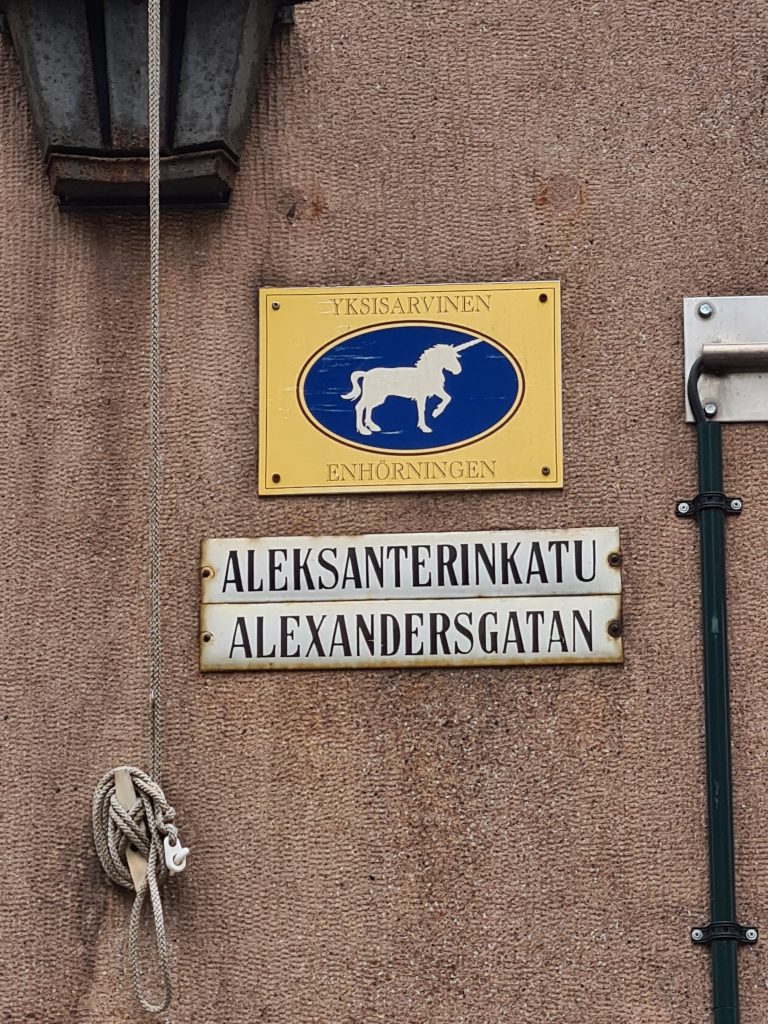 YKSISARVINEN
ENHÖRNINGEN
ALEKSANTERINKATU
ALEXANDERSGATAN